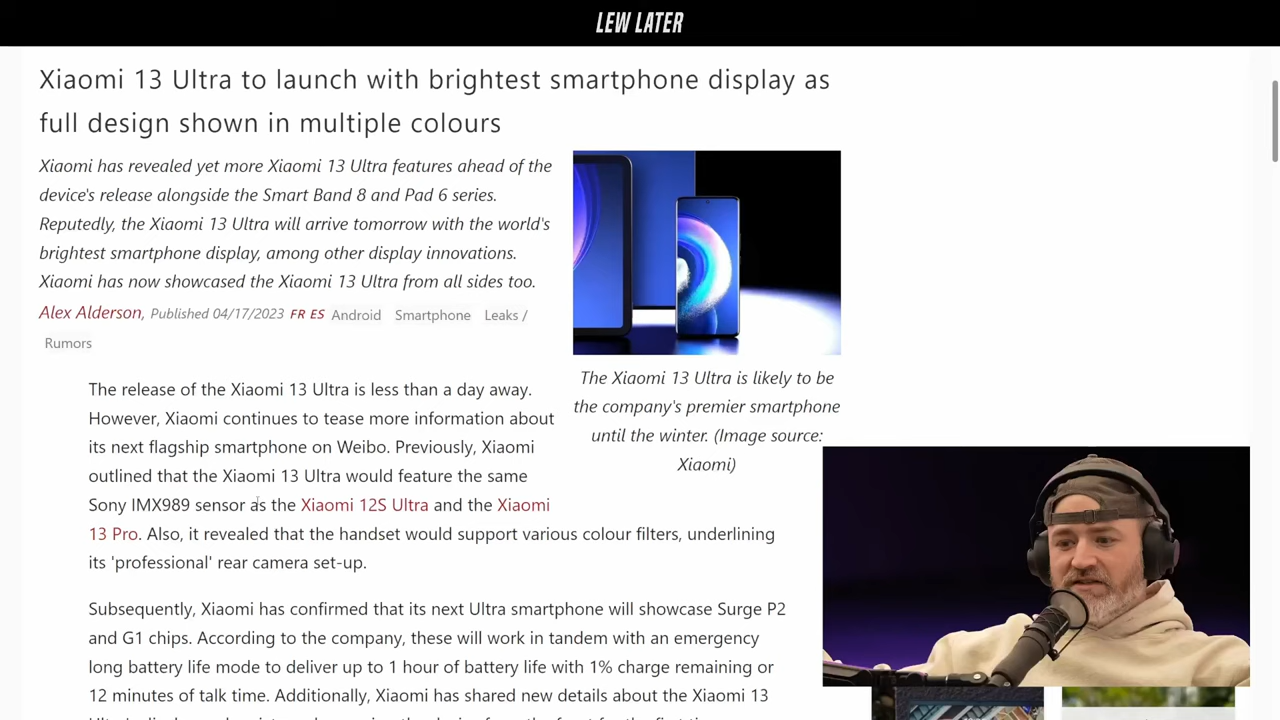 LEW LATER
Xiaomi 13 Ultra to launch with brightest smartphone display as
full design shown in multiple colours
Xiaomi has revealed yet more Xiaomi 13 Ultra features ahead of the
device's release alongside the Smart Band 8 and Pad 6 series.
Reputedly, the Xiaomi 13 Ultra will arrive tomorrow with the world's
brightest smartphone display, among other display innovations.
Xiaomi has now showcased the Xiaomi 13 Ultra from all sides too.
Alex Alderson, Published 04/17/2023 FR ES Android Smartphone Leaks /
Rumors
The Xiaomi 13 Ultra is likely to be
the company's premier smartphone
until the winter. (Image source:
Xiaomi)
The release of the Xiaomi 13 Ultra is less than a day away.
However, Xiaomi continues to tease more information about
its next flagship smartphone on Weibo. Previously, Xiaomi
outlined that the Xiaomi 13 Ultra would feature the same
Sony IMX989 sensor as the Xiaomi 12S Ultra and the Xiaomi
13 Pro. Also, it revealed that the handset would support various colour filters, underlining
its 'professional' rear camera set-up.
Subsequently, Xiaomi has confirmed that its next Ultra smartphone will showcase Surge P2
and G1 chips. According to the company, these will work in tandem with an emergency
long battery life mode to deliver up to 1 hour of battery life with 1% charge remaining or
12 minutes of talk time. Additionally, Xiaomi has shared new details about the Xiaomi 13